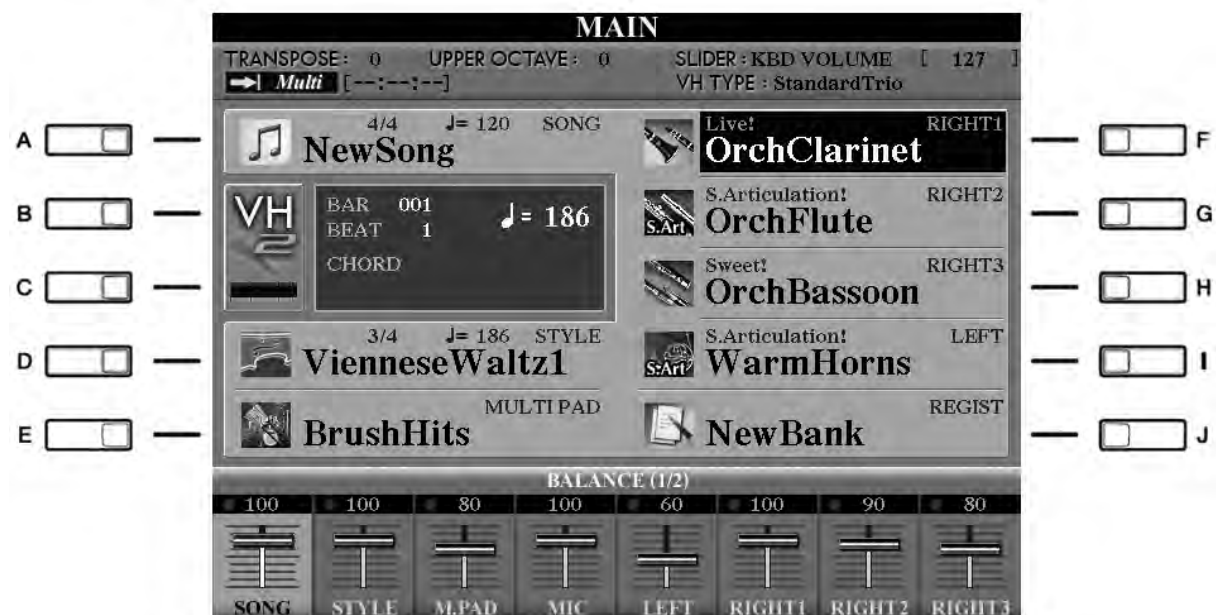 MAIN
TRANSPOSE: 0 UPPER OCTAVE: 0 SLIDER : KBD VOLUME [ 127 ]
Multi [--:--:--] VH TYPE : StandardTrio
A
4/4 ♩= 120 SONG
NewSong
B
VH
2
BAR 001
BEAT 1
♩= 186
CHORD
C
D
3/4 ♩= 186 STYLE
VienneseWaltz1
E
MULTI PAD
BrushHits
Live! RIGHT1
OrchClarinet
F
S.Articulation! RIGHT2
S.Art
OrchFlute
G
Sweet! RIGHT3
OrchBassoon
H
S.Articulation! LEFT
S.Art
WarmHorns
I
REGIST
NewBank
J
BALANCE (1/2)
100 100 80 100 60 100 90 80
SONG STYLE M.PAD MIC LEFT RIGHT1 RIGHT2 RIGHT3